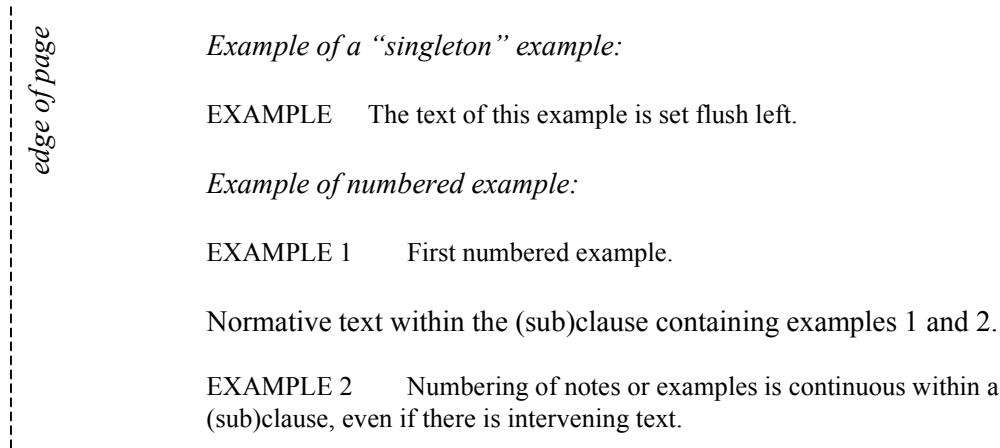 edge of page
Example of a “singleton” example:
EXAMPLE The text of this example is set flush left.
Example of numbered example:
EXAMPLE 1 First numbered example.
Normative text within the (sub)clause containing examples 1 and 2.
EXAMPLE 2 Numbering of notes or examples is continuous within a
(sub)clause, even if there is intervening text.